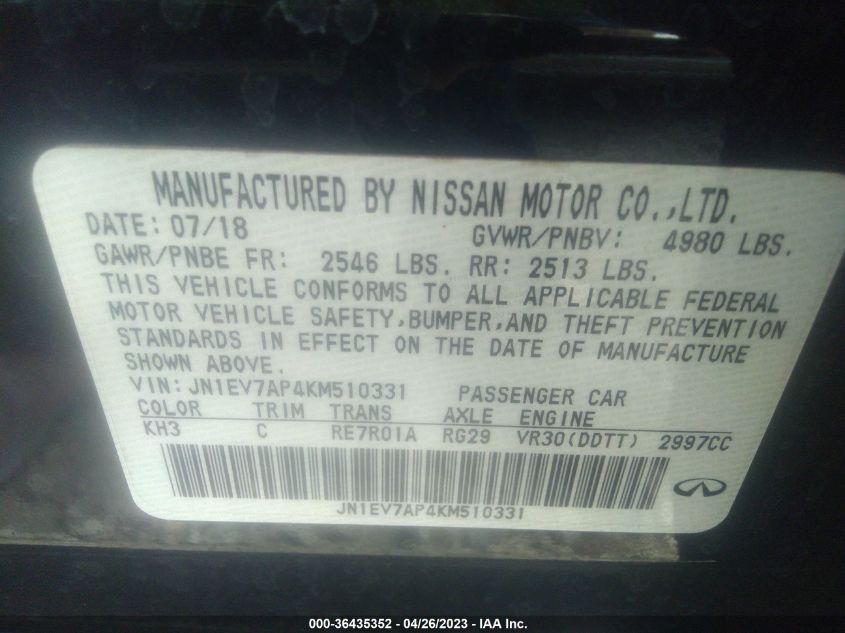 MANUFACTURED BY NISSAN MOTOR CO.,LTD.
DATE: 07/18 GVWR/PNBV: 4980 LBS.
GAWR/PNBE FR: 2546 LBS. RR: 2513 LBS.
THIS VEHICLE CONFORMS TO ALL APPLICABLE FEDERAL
MOTOR VEHICLE SAFETY,BUMPER,AND THEFT PREVENTION
STANDARDS IN EFFECT ON THE DATE OF MANUFACTURE
SHOWN ABOVE.
VIN: JN1EV7AP4KM510331 PASSENGER CAR
COLOR TRIM TRANS AXLE ENGINE
KH3 C RE7R01A RG29 VR30(DDTT) 2997CC
JN1EV7AP4KM510331
000-36435352 - 04/26/2023 - IAA Inc.